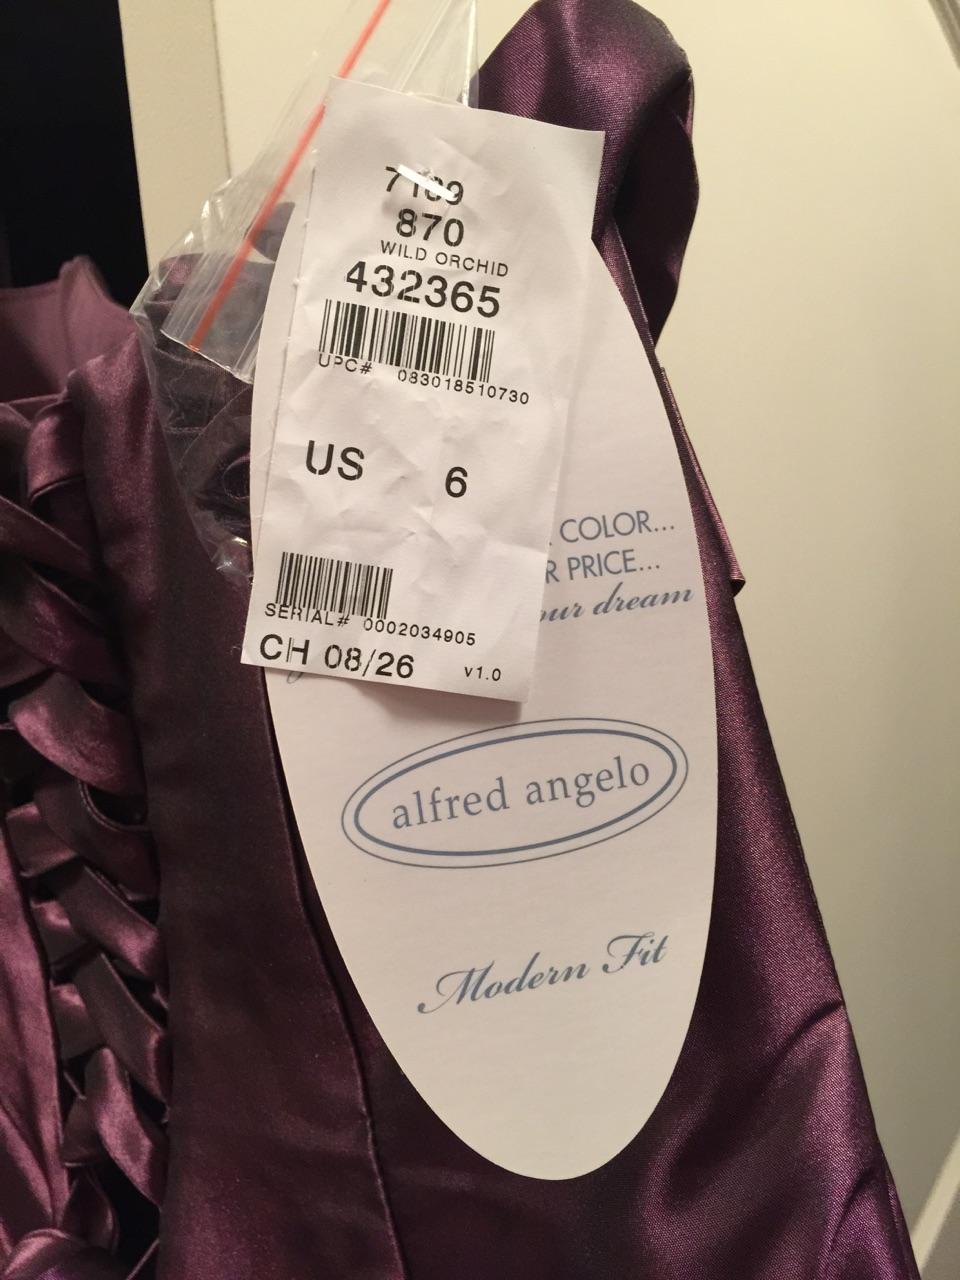 870
WILD ORCHID
432365
UPC# 083018510730
US 6
SERIAL# 0002034905
CH 08/26 v1.0
COLOR...
R PRICE...
our dream
alfred angelo
Modern Fit